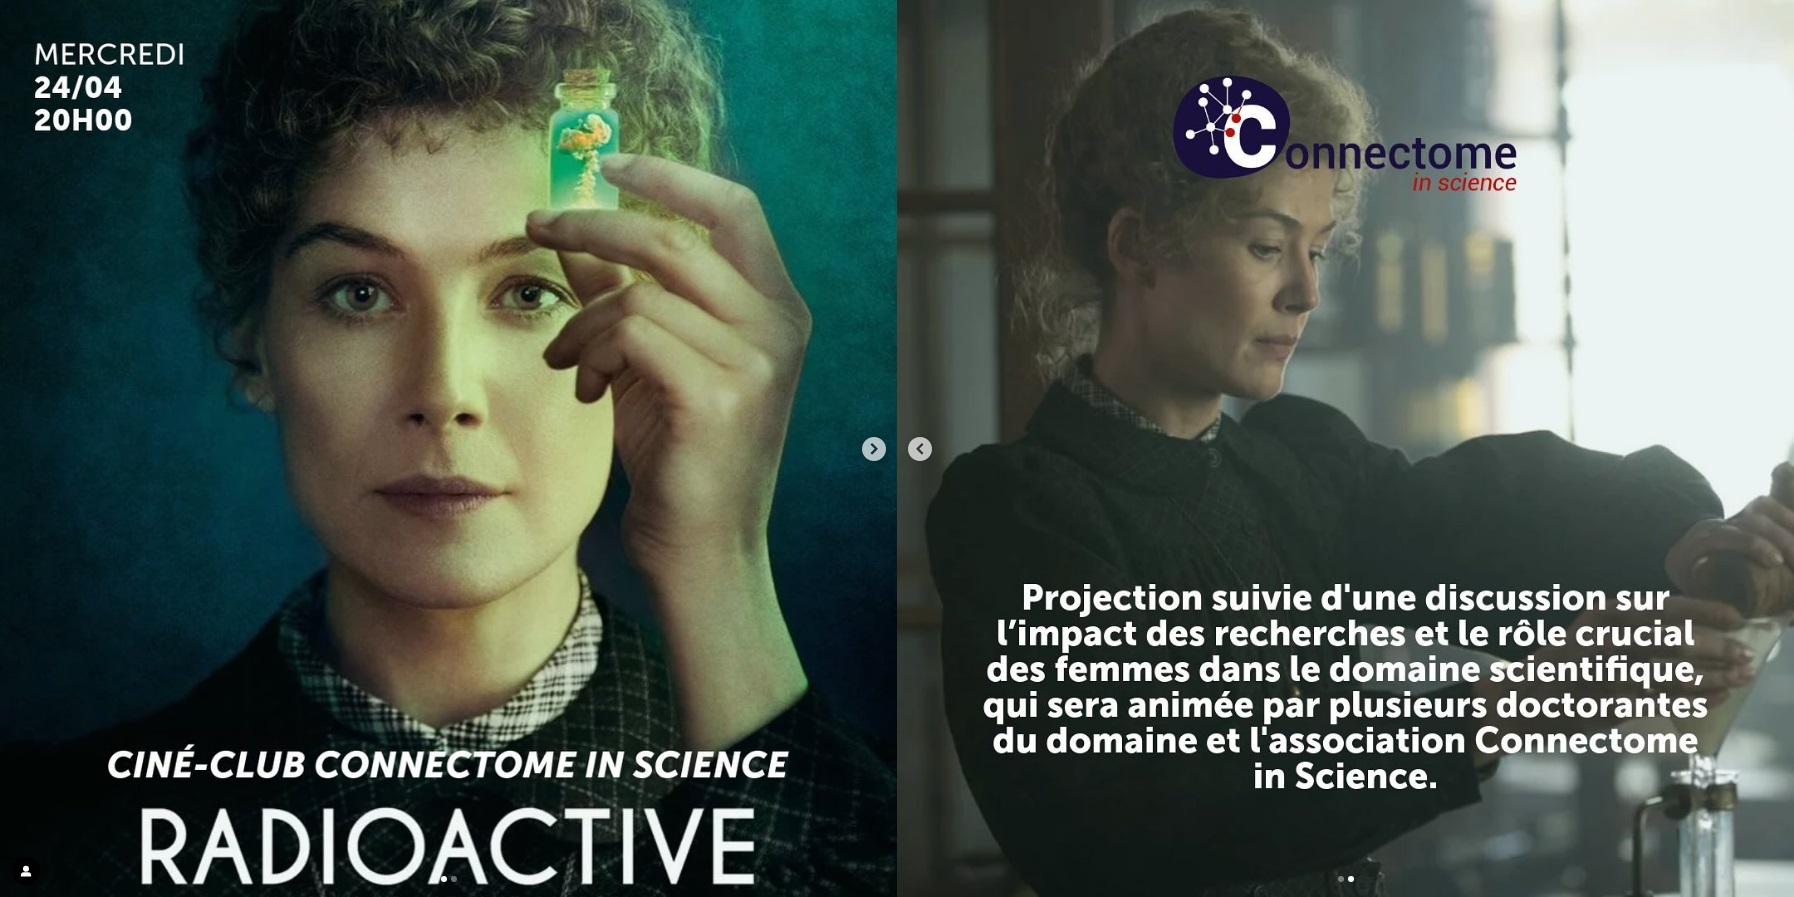 MERCREDI
24/04
20H00
CINÉ-CLUB CONNECTOME IN SCIENCE
RADIOACTIVE
Connectome
in science
Projection suivie d'une discussion sur
l’impact des recherches et le rôle crucial
des femmes dans le domaine scientifique,
qui sera animée par plusieurs doctorantes
du domaine et l'association Connectome
in Science.